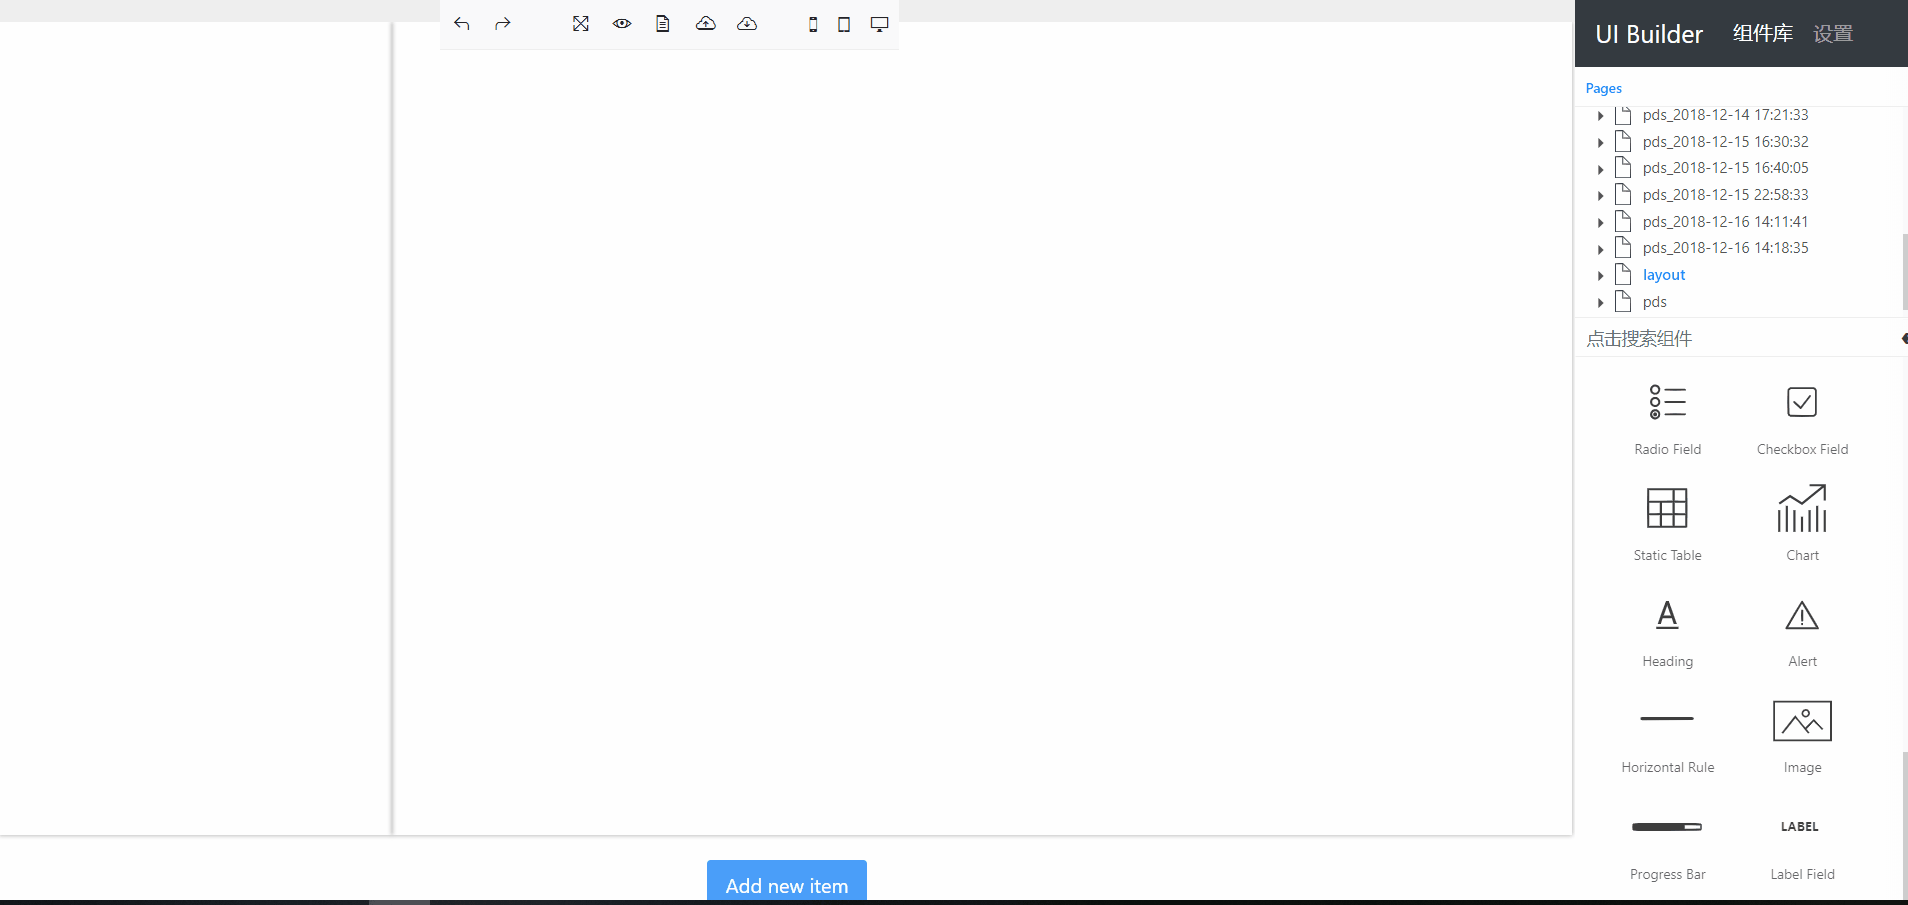 UI Builder 组件库 设置
Pages
pds_2018-12-14 17:21:33
pds_2018-12-15 16:30:32
pds_2018-12-15 16:40:05
pds_2018-12-15 22:58:33
pds_2018-12-16 14:11:41
pds_2018-12-16 14:18:35
layout
pds
点击搜索组件
Radio Field Checkbox Field
Static Table Chart
A
Heading Alert
Horizontal Rule Image
LABEL
Progress Bar Label Field
Add new item